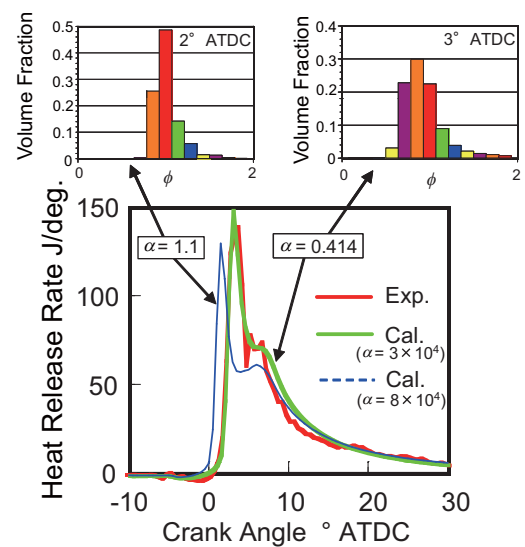 2° ATDC
Volume Fraction
0.5
0.4
0.3
0.2
0.1
0
0
ϕ
2
3° ATDC
Volume Fraction
0.4
0.3
0.2
0.1
0
0
ϕ
2
Heat Release Rate J/deg.
150
100
50
0
α = 1.1
α = 0.414
Exp.
Cal.
(α = 3 × 10⁴)
Cal.
(α = 8 × 10⁴)
-10 0 10 20 30
Crank Angle ° ATDC